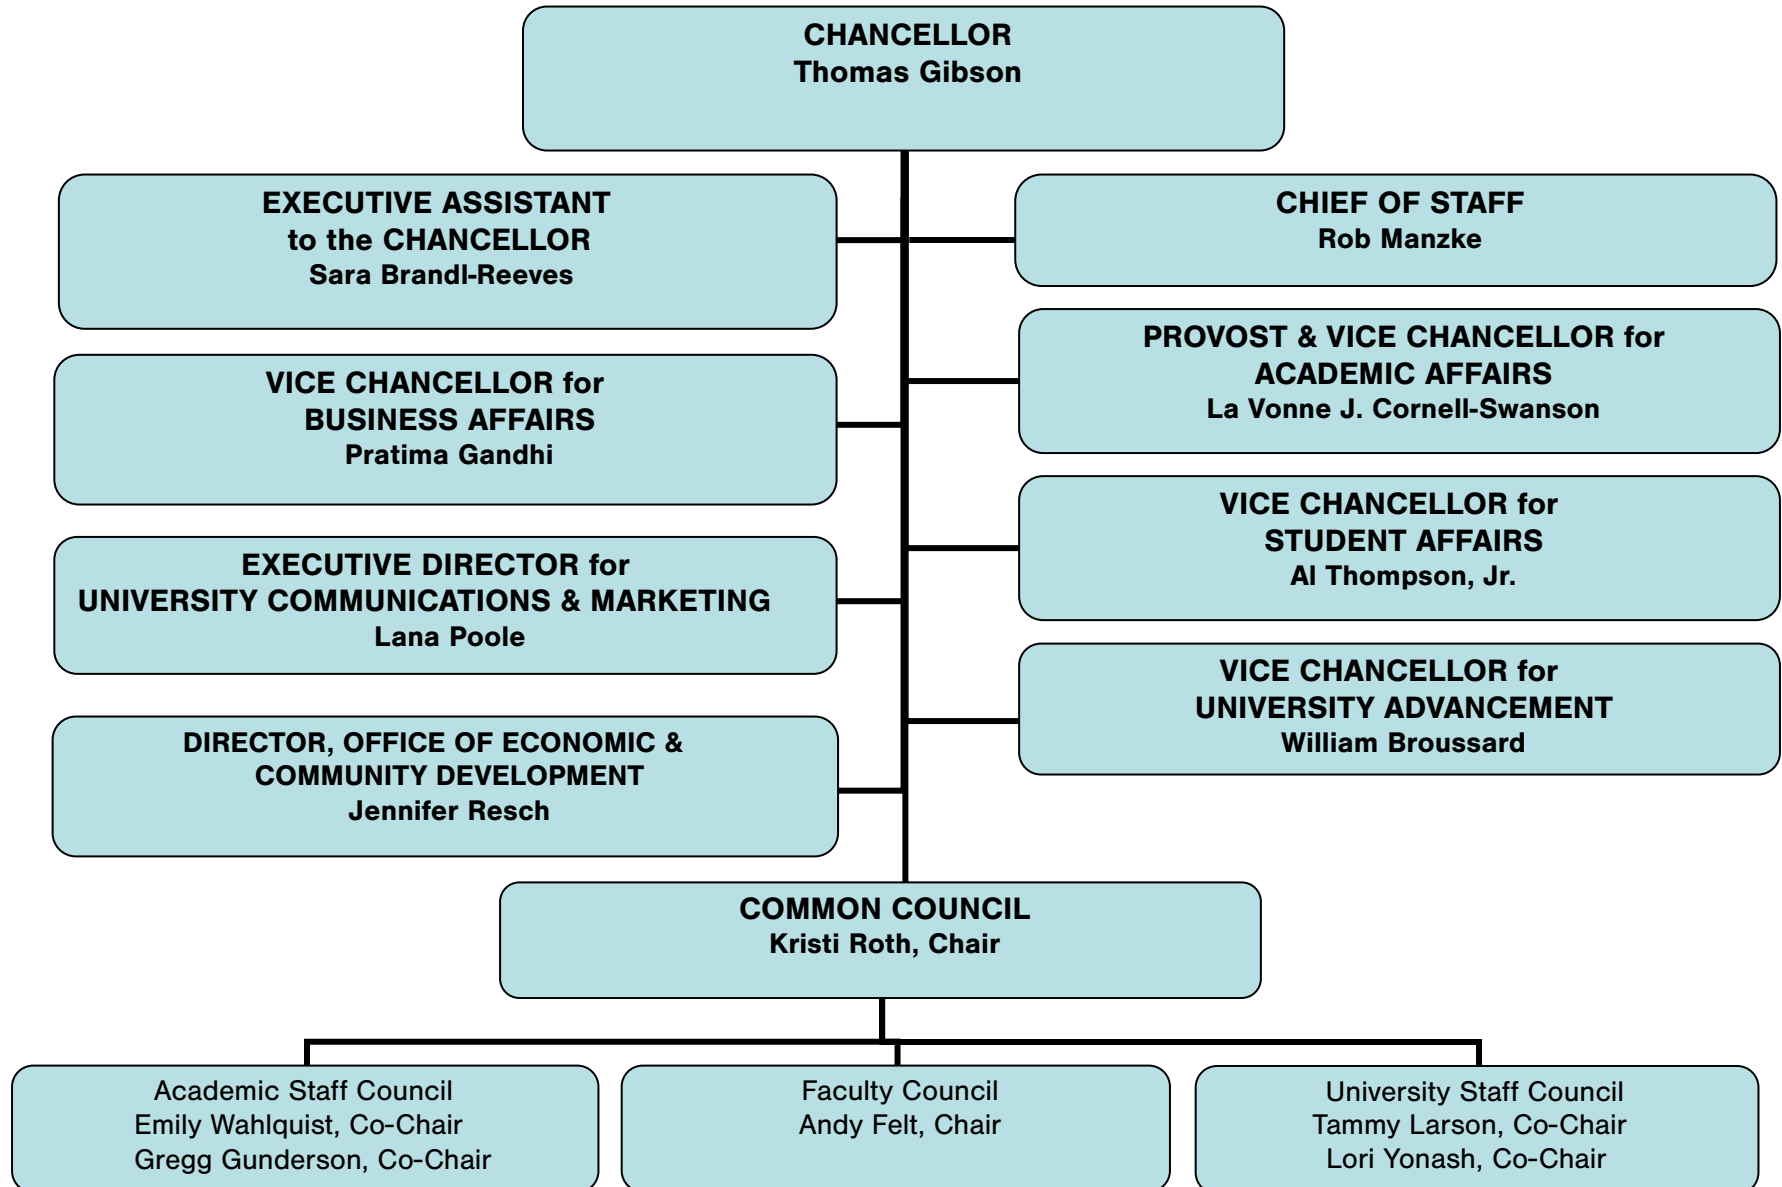 CHANCELLOR
Thomas Gibson
EXECUTIVE ASSISTANT
to the CHANCELLOR
Sara Brandl-Reeves
CHIEF OF STAFF
Rob Manzke
VICE CHANCELLOR for
BUSINESS AFFAIRS
Pratima Gandhi
PROVOST & VICE CHANCELLOR for
ACADEMIC AFFAIRS
La Vonne J. Cornell-Swanson
EXECUTIVE DIRECTOR for
UNIVERSITY COMMUNICATIONS & MARKETING
Lana Poole
VICE CHANCELLOR for
STUDENT AFFAIRS
Al Thompson, Jr.
DIRECTOR, OFFICE OF ECONOMIC &
COMMUNITY DEVELOPMENT
Jennifer Resch
VICE CHANCELLOR for
UNIVERSITY ADVANCEMENT
William Broussard
COMMON COUNCIL
Kristi Roth, Chair
Academic Staff Council
Emily Wahlquist, Co-Chair
Gregg Gunderson, Co-Chair
Faculty Council
Andy Felt, Chair
University Staff Council
Tammy Larson, Co-Chair
Lori Yonash, Co-Chair